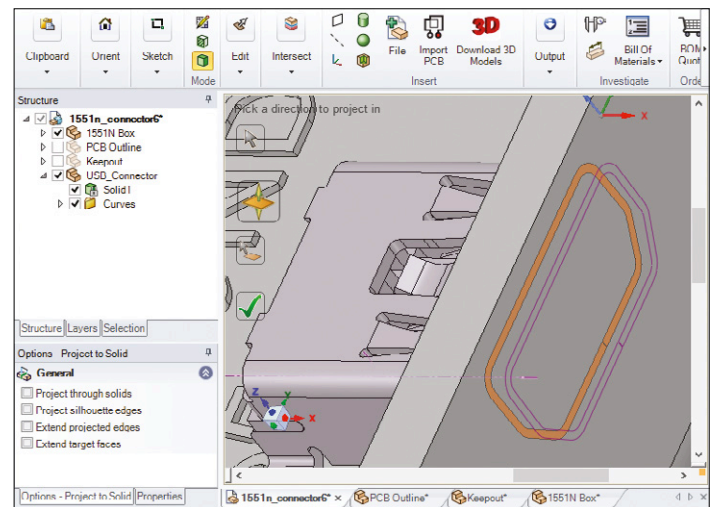 Clipboard Orient Sketch Mode Edit Intersect File Import PCB Download 3D Models Insert Output Bill Of Materials Investigate
3D
Structure
Pick a direction to project in
1551n_connector6*
1551N Box
PCB Outline
Keepout
USB_Connector
Solid1
Curves
X
Structure Layers Selection
Options Project to Solid
General
Project through solids
Project silhouette edges
Extend projected edges
Extend target faces
Z Y X
Options - Project to Solid Properties
1551n_connector6* × PCB Outline* Keepout* 1551N Box*